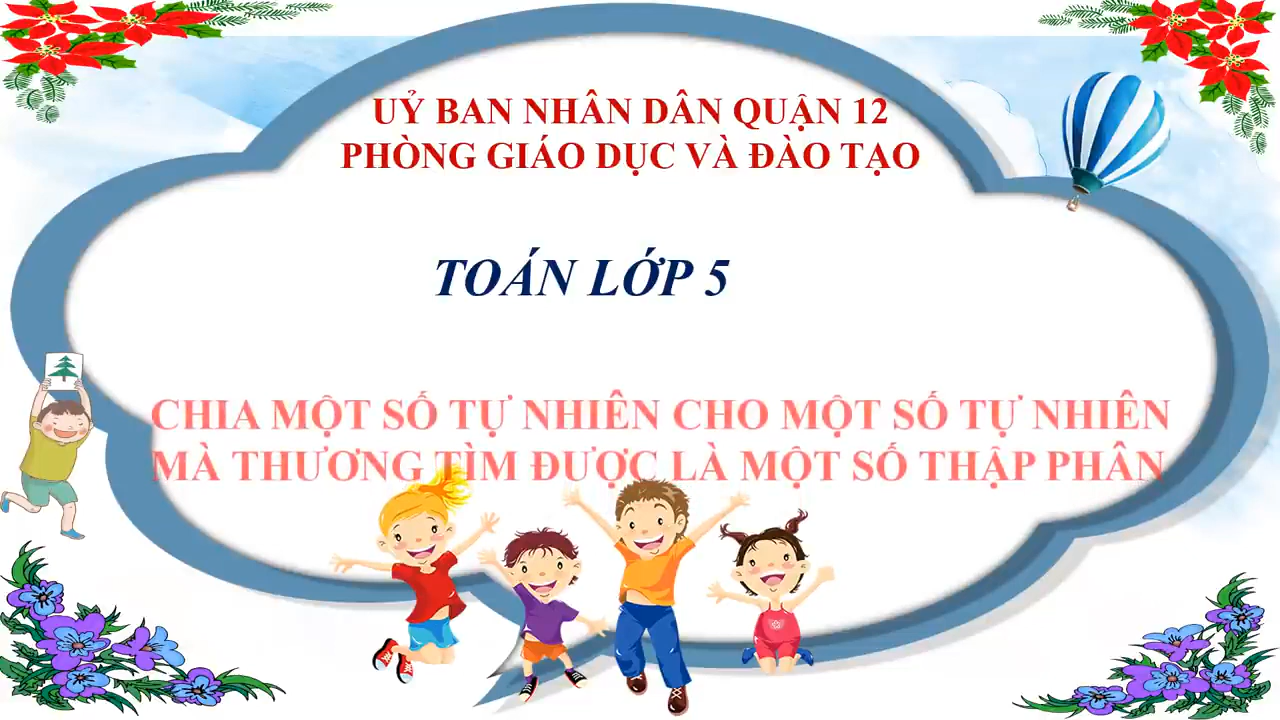 UỶ BAN NHÂN DÂN QUẬN 12
PHÒNG GIÁO DỤC VÀ ĐÀO TẠO
TOÁN LỚP 5
CHIA MỘT SỐ TỰ NHIÊN CHO MỘT SỐ TỰ NHIÊN
MÀ THƯƠNG TÌM ĐƯỢC LÀ MỘT SỐ THẬP PHÂN